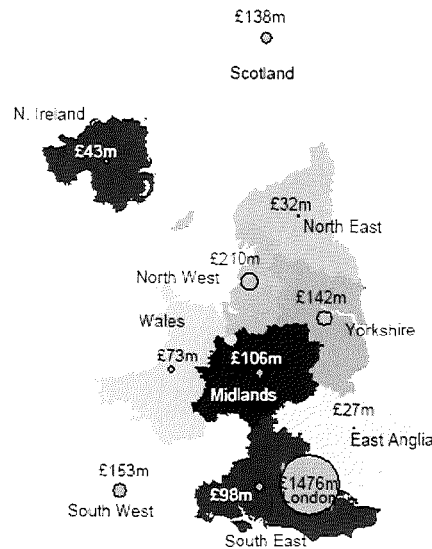 £138m
Scotland
N. Ireland
£43m
£32m
North East
£210m
North West
£142m
Yorkshire
Wales
£73m
£106m
Midlands
£27m
East Anglia
£153m
South West
£98m
£1476m
London
South East